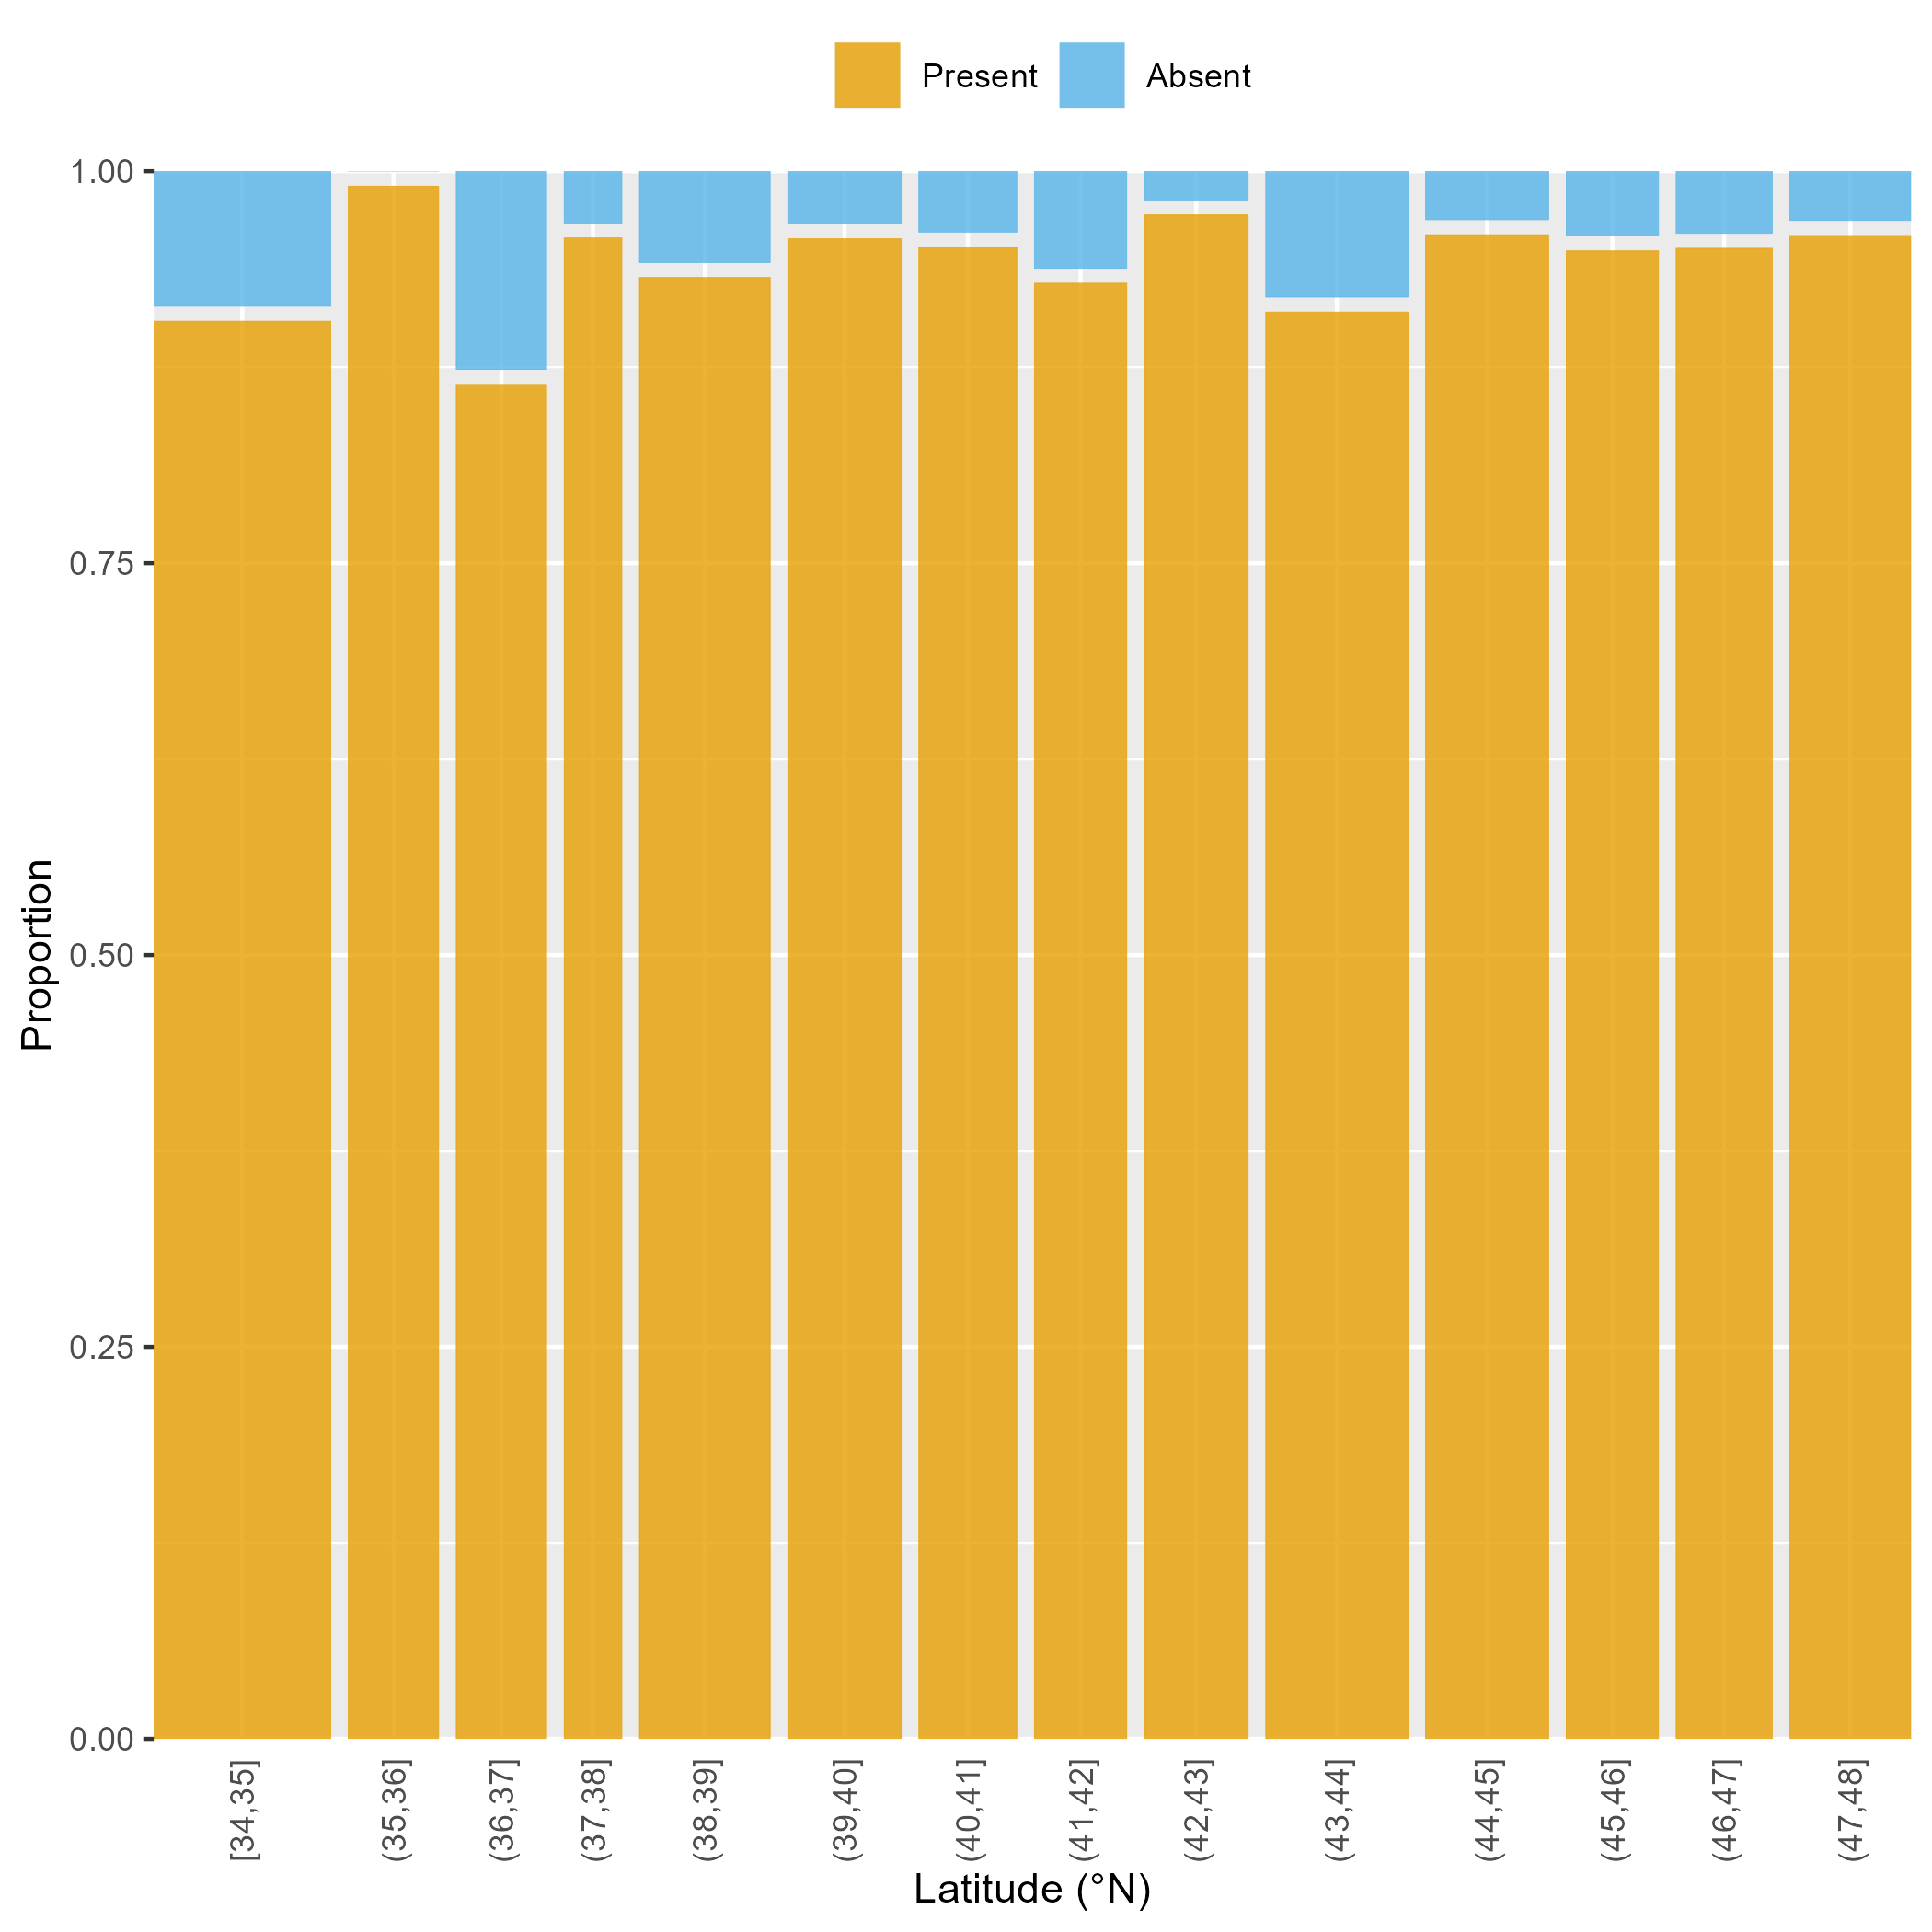 Present Absent
1.00
0.75
0.50
0.25
0.00
Proportion
[34,35] (35,36] (36,37] (37,38] (38,39] (39,40] (40,41] (41,42] (42,43] (43,44] (44,45] (45,46] (46,47] (47,48]
Latitude (°N)